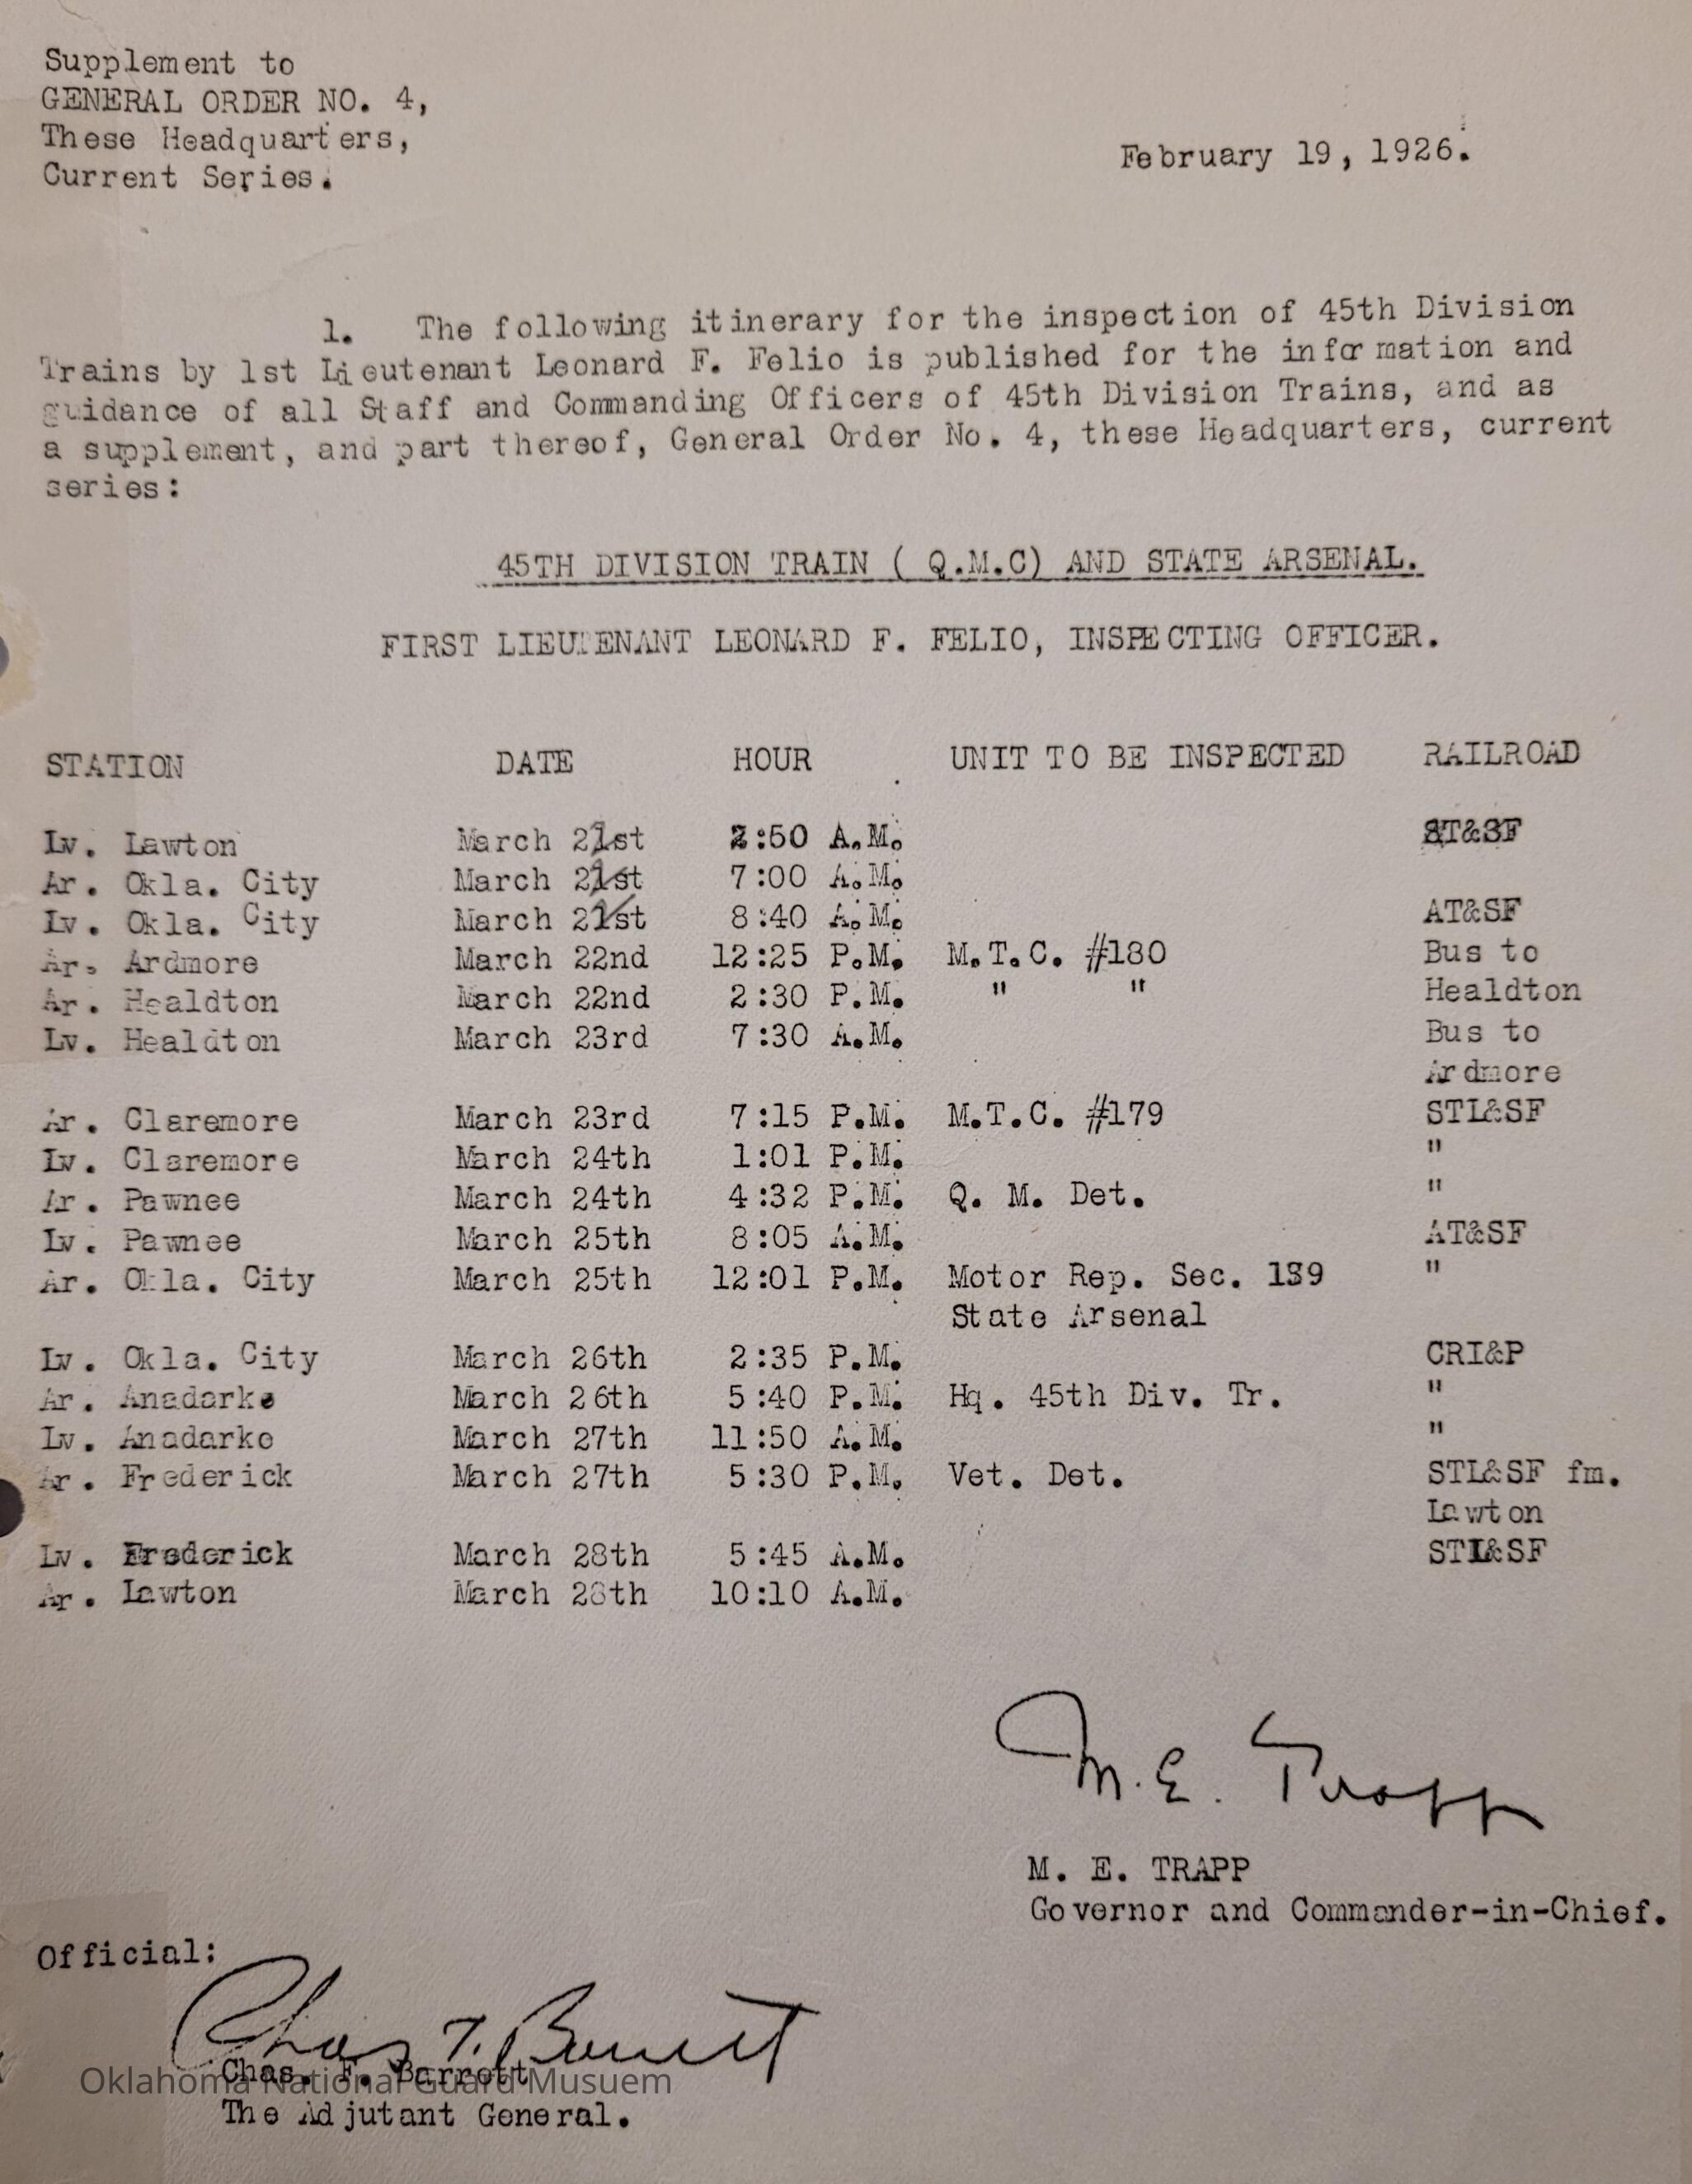 Supplement to
GENERAL ORDER NO. 4,
These Headquarters,
Current Series.
February 19, 1926.
1. The following itinerary for the inspection of 45th Division
Trains by 1st Lieutenant Leonard F. Felio is published for the information and
guidance of all Staff and Commanding Officers of 45th Division Trains, and as
a supplement, and part thereof, General Order No. 4, these Headquarters, current
series:
45TH DIVISION TRAIN ( Q.M.C) AND STATE ARSENAL.
FIRST LIEUTENANT LEONARD F. FELIO, INSPECTING OFFICER.
STATION DATE HOUR UNIT TO BE INSPECTED RAILROAD
Lv. Lawton March 21st :50 A.M.
Ar. Okla. City March 21st 7:00 A.M.
Lv. Okla. City March 21st 8:40 A.M. AT&SF
Ar. Ardmore March 22nd 12:25 P.M. M.T.C. #180 Bus to
Ar. Healdton March 22nd 2:30 P.M. " " Healdton
Lv. Healdton March 23rd 7:30 A.M. Bus to
Ardmore
Ar. Claremore March 23rd 7:15 P.M. M.T.C. #179 STL&SF
Lv. Claremore March 24th 1:01 P.M. "
Ar. Pawnee March 24th 4:32 P.M. Q. M. Det. "
Lv. Pawnee March 25th 8:05 A.M. AT&SF
Ar. Okla. City March 25th 12:01 P.M. Motor Rep. Sec. "
State Arsenal
Lv. Okla. City March 26th 2:35 P.M. CRI&P
Ar. Anadarko March 26th 5:40 P.M. Hq. 45th Div. Tr. "
Lv. Anadarko March 27th 11:50 A.M. "
Ar. Frederick March 27th 5:30 P.M. Vet. Det. STL&SF fm.
Lawton
Lv. Frederick March 28th 5:45 A.M. STL&SF
Ar. Lawton March 28th 10:10 A.M.
M. E. Trapp
M. E. TRAPP
Governor and Commander-in-Chief.
Official:
Chas F. Barrett
Chas. F. Barrett
Oklahoma National Guard Musuem
The Adjutant General.